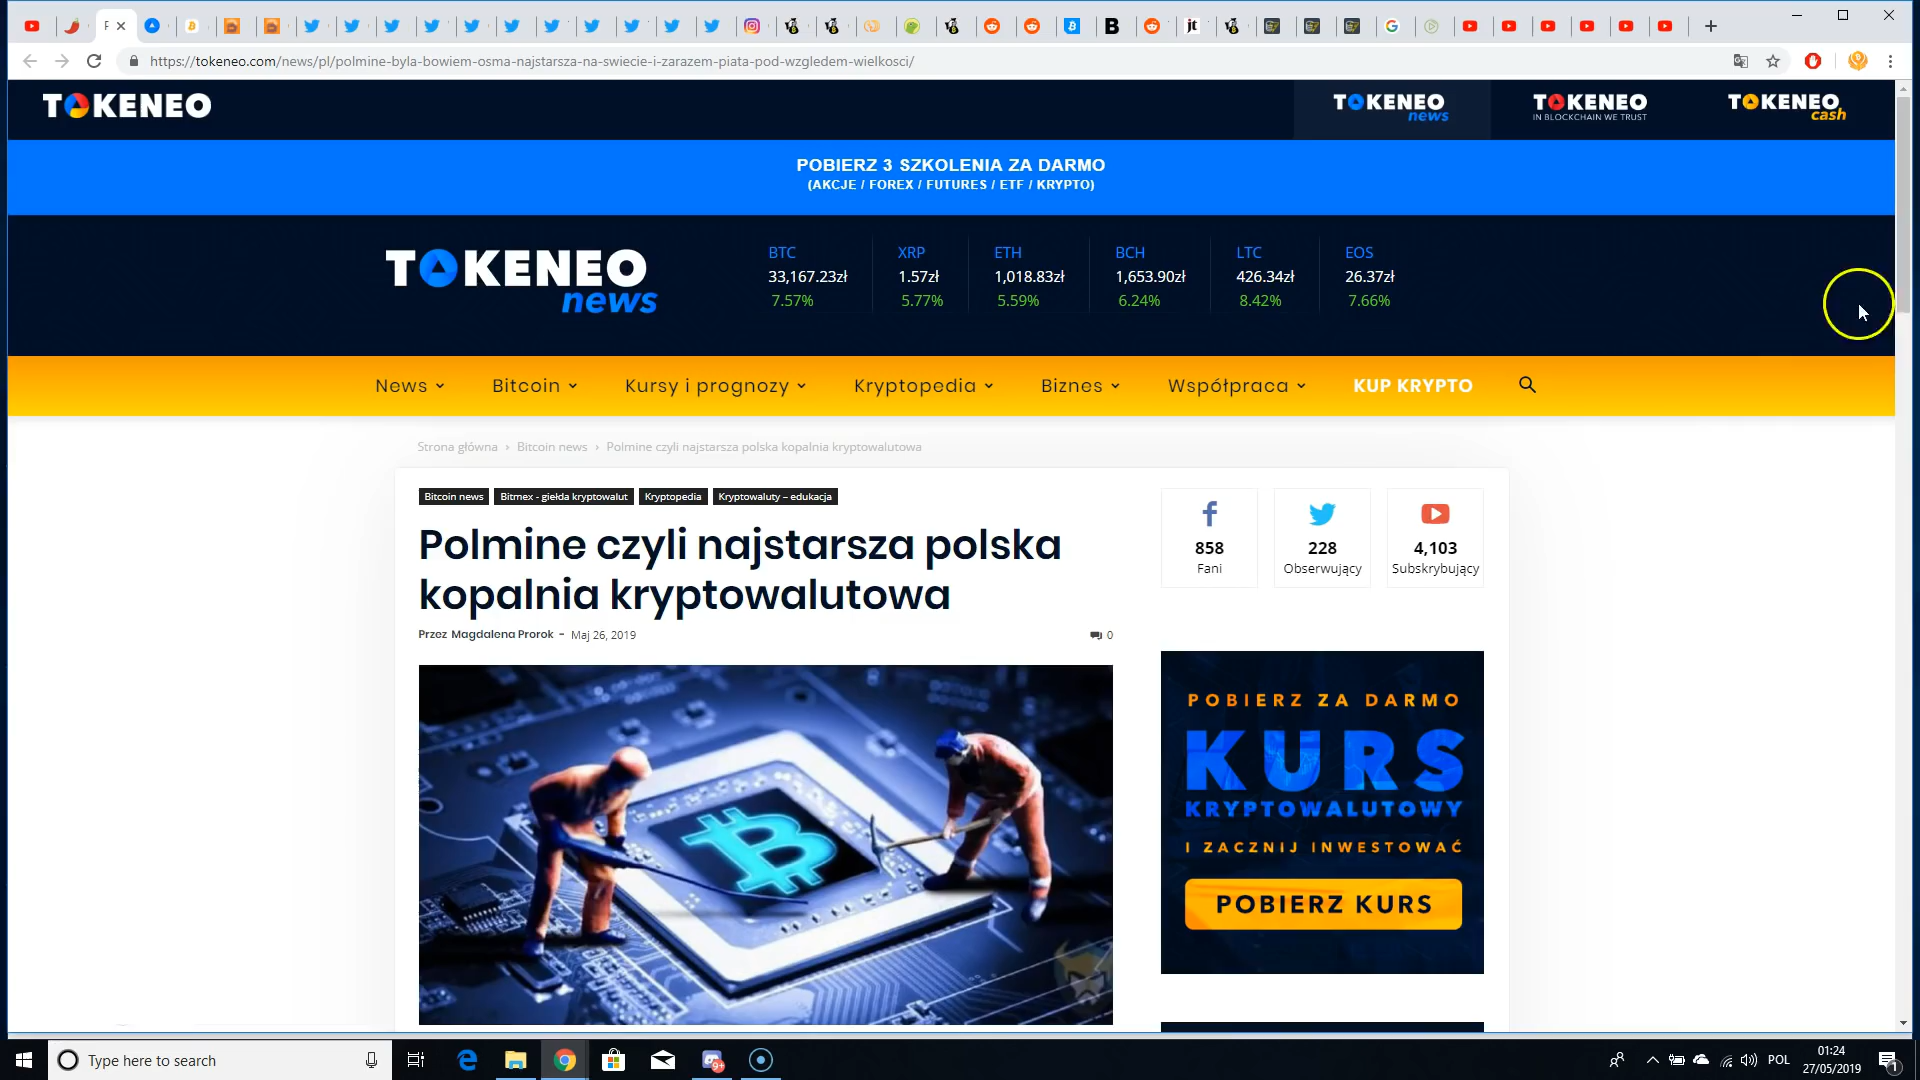 https://tokeneo.com/news/pl/polmine-byla-bowiem-osma-najstarsza-na-swiecie-i-zarazem-piata-pod-wzgledem-wielkosci/
TOKENEO
TOKENEO news
TOKENEO
IN BLOCKCHAIN WE TRUST
TOKENEO cash
POBIERZ 3 SZKOLENIA ZA DARMO
(AKCJE / FOREX / FUTURES / ETF / KRYPTO)
TOKENEO
news
BTC XRP ETH BCH LTC EOS
33,167.23zł 1.57zł 1,018.83zł 1,653.90zł 426.34zł 26.37zł
7.57% 5.77% 5.59% 6.24% 8.42% 7.66%
News Bitcoin Kursy i prognozy Kryptopedia Biznes Współpraca KUP KRYPTO
Strona główna › Bitcoin news › Polmine czyli najstarsza polska kopalnia kryptowalutowa
Bitcoin news Bitmex - giełda kryptowalut Kryptopedia Kryptowaluty – edukacja
Polmine czyli najstarsza polska
kopalnia kryptowalutowa
Przez Magdalena Prorok - Maj 26, 2019 0
858
Fani
228
Obserwujący
4,103
Subskrybujący
POBIERZ ZA DARMO
KURS
KRYPTOWALUTOWY
I ZACZNIJ INWESTOWAĆ
POBIERZ KURS
Type here to search
POL
01:24
27/05/2019